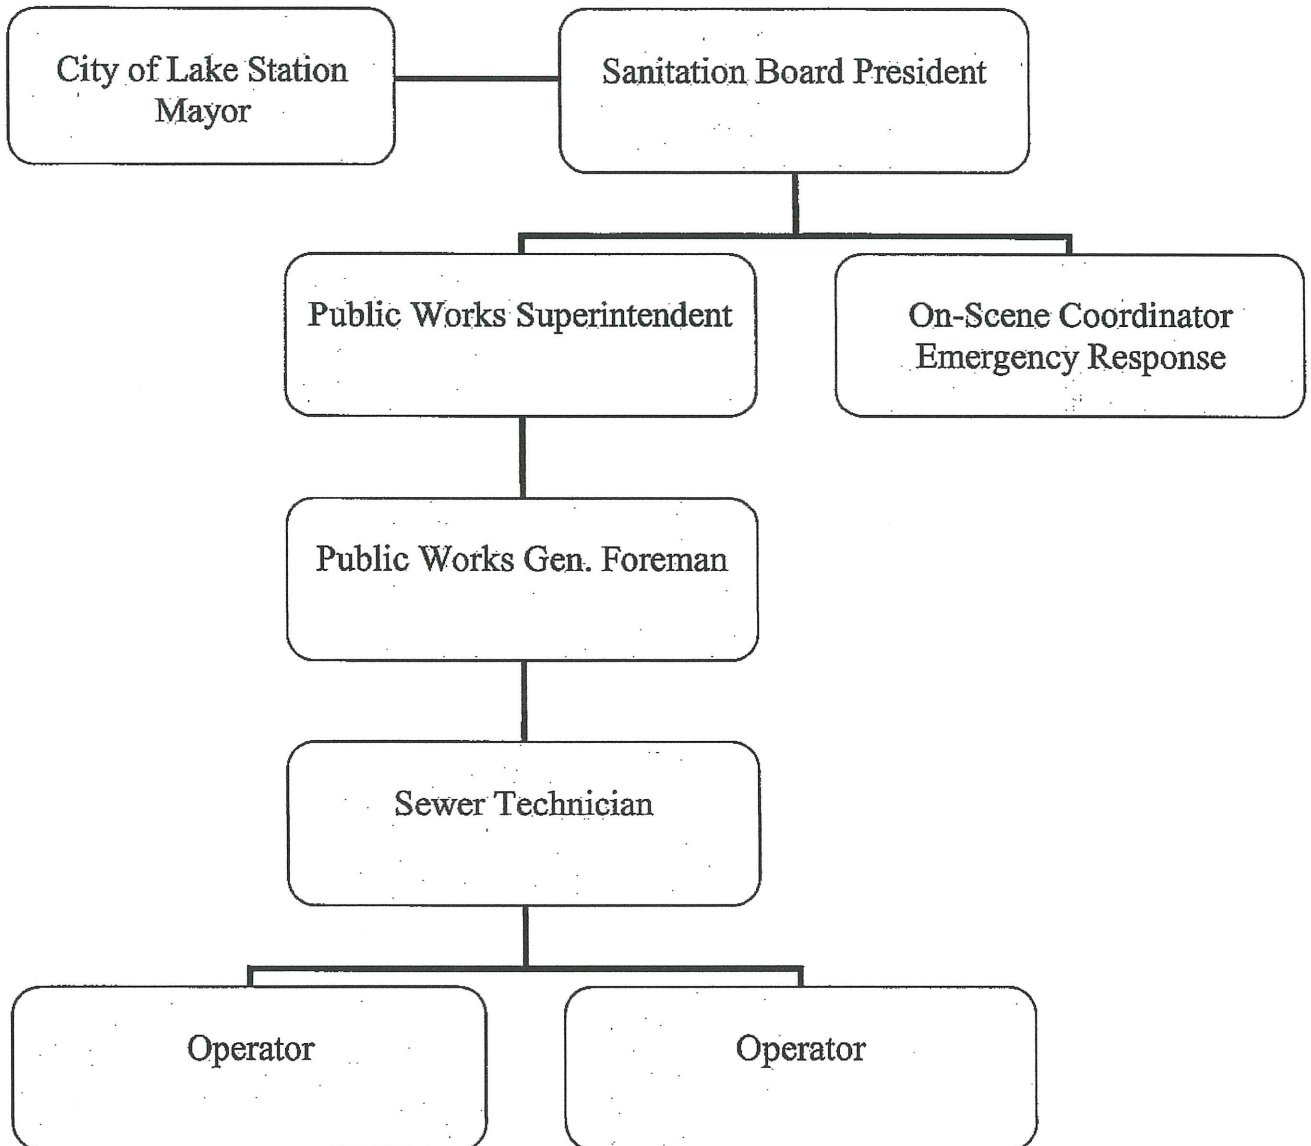 City of Lake Station
Mayor
Sanitation Board President
Public Works Superintendent
On-Scene Coordinator
Emergency Response
Public Works Gen. Foreman
Sewer Technician
Operator
Operator